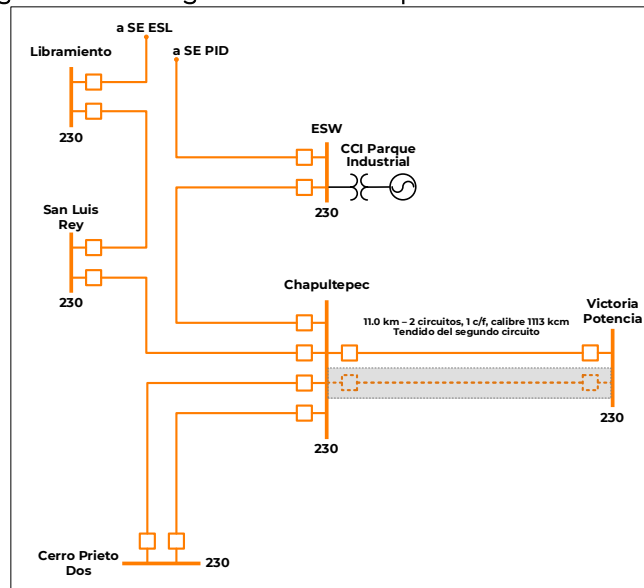 a SE ESL
Libramiento
a SE PID
230
ESW
CCI Parque
Industrial
230
San Luis
Rey
230
Chapultepec
Victoria
Potencia
11.0 km – 2 circuitos, 1 c/f, calibre 1113 kcm
Tendido del segundo circuito
230
230
Cerro Prieto
Dos
230